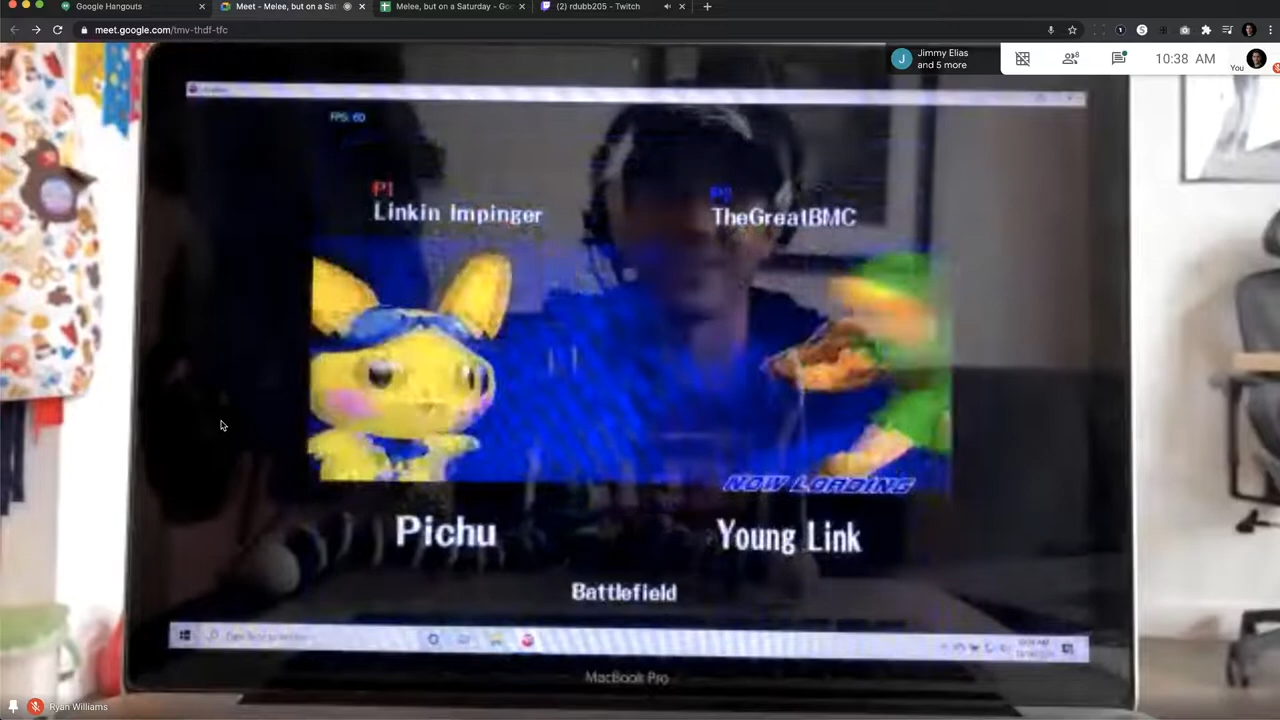 Google Hangouts
Meet - Melee, but on a Sat
Melee, but on a Saturday - Goo
(2) rdubb205 - Twitch
meet.google.com/tmv-thdf-tfc
Jimmy Elias
and 5 more
8
10:38 AM
You
J
FPS: 60
P1
Linkin Impinger
TheGreatBMC
NOW LOADING
Pichu
Young Link
Battlefield
MacBook Pro
Ryan Williams